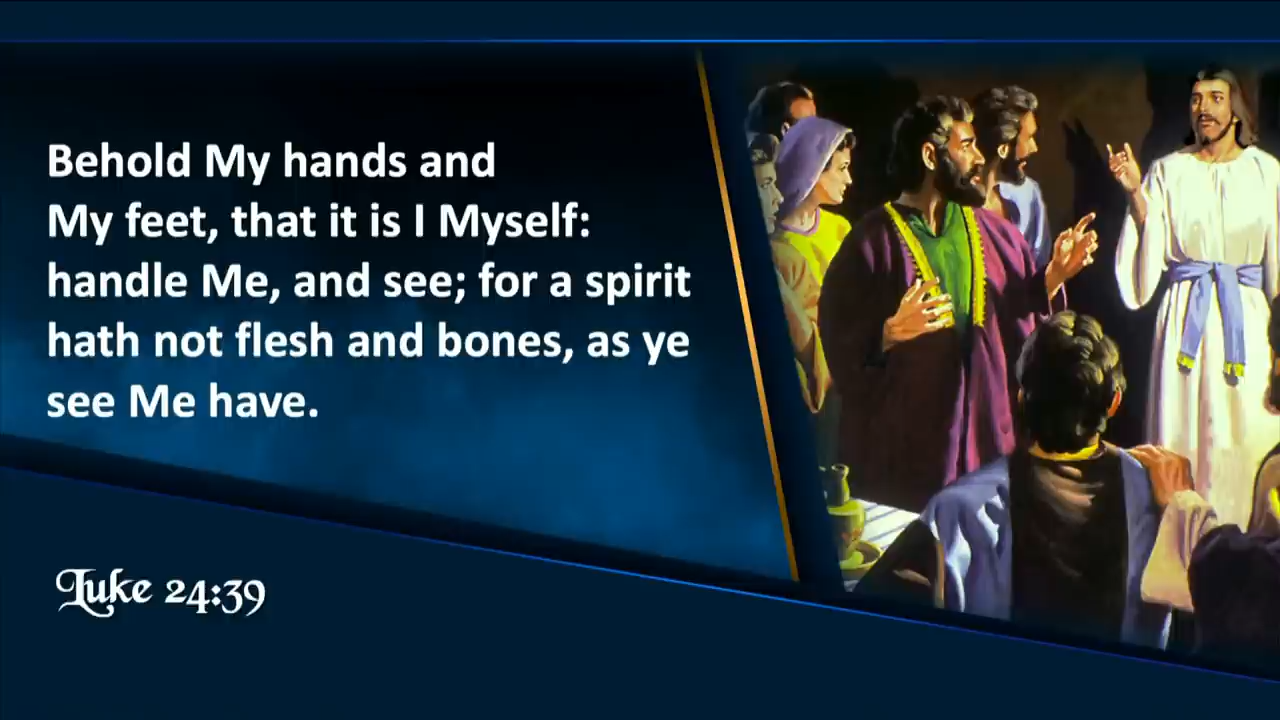 Behold My hands and
My feet, that it is I Myself:
handle Me, and see; for a spirit
hath not flesh and bones, as ye
see Me have.
Luke 24:39